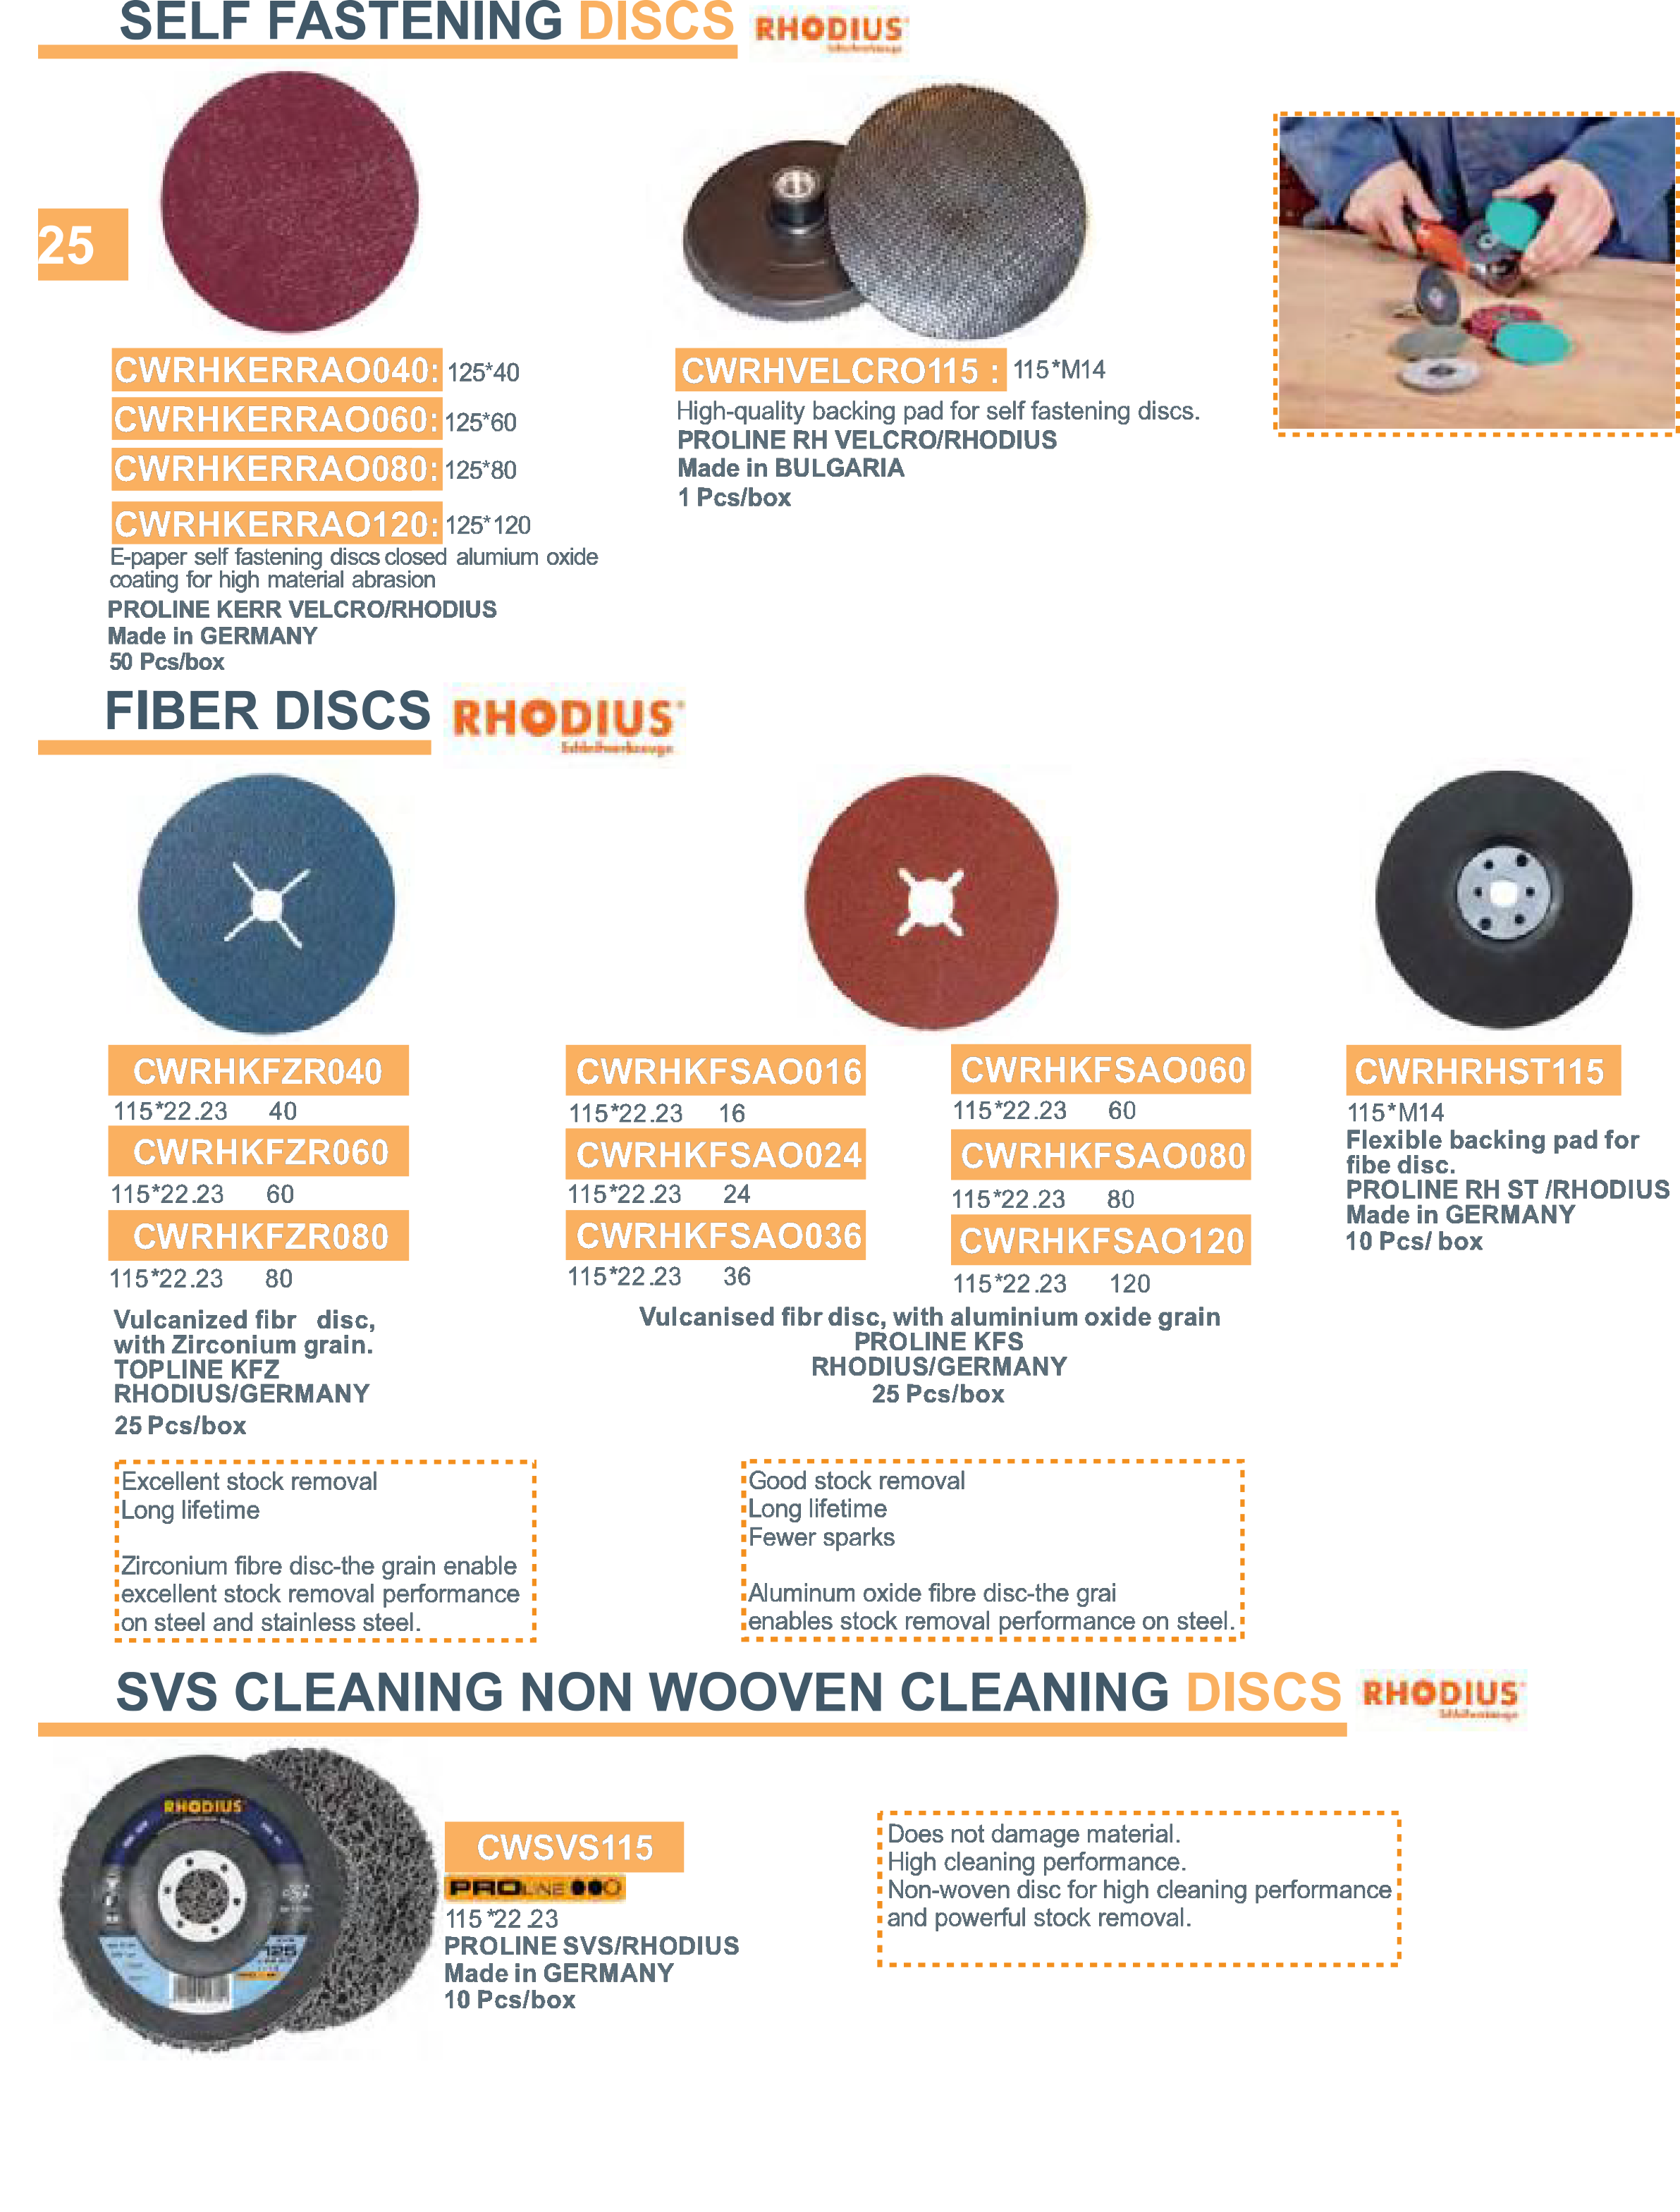 SELF FASTENING DISCS RHODIUS
25
CWRHKERRAO040: 125*40
CWRHKERRAO060: 125*60
CWRHKERRAO080: 125*80
CWRHKERRAO120: 125*120
E-paper self fastening discs closed alumium oxide
coating for high material abrasion
PROLINE KERR VELCRO/RHODIUS
Made in GERMANY
50 Pcs/box
CWRHVELCRO115 : 115*M14
High-quality backing pad for self fastening discs.
PROLINE RH VELCRO/RHODIUS
Made in BULGARIA
1 Pcs/box
FIBER DISCS RHODIUS
CWRHKFZR040
115*22.23 40
CWRHKFZR060
115*22.23 60
CWRHKFZR080
115*22.23 80
Vulcanized fibr disc,
with Zirconium grain.
TOPLINE KFZ
RHODIUS/GERMANY
25 Pcs/box
CWRHKFSAO016
115*22.23 16
CWRHKFSAO024
115*22.23 24
CWRHKFSAO036
115*22.23 36
CWRHKFSAO060
115*22.23 60
CWRHKFSAO080
115*22.23 80
CWRHKFSAO120
115*22.23 120
Vulcanised fibr disc, with aluminium oxide grain
PROLINE KFS
RHODIUS/GERMANY
25 Pcs/box
CWRHRHST115
115*M14
Flexible backing pad for
fibe disc.
PROLINE RH ST /RHODIUS
Made in GERMANY
10 Pcs/ box
Excellent stock removal
Long lifetime
Zirconium fibre disc-the grain enable
excellent stock removal performance
on steel and stainless steel.
Good stock removal
Long lifetime
Fewer sparks
Aluminum oxide fibre disc-the grai
enables stock removal performance on steel.
SVS CLEANING NON WOOVEN CLEANING DISCS RHODIUS
RHODIUS
125
CWSVS115
PROLINE
115 *22 23
PROLINE SVS/RHODIUS
Made in GERMANY
10 Pcs/box
Does not damage material.
High cleaning performance.
Non-woven disc for high cleaning performance
and powerful stock removal.